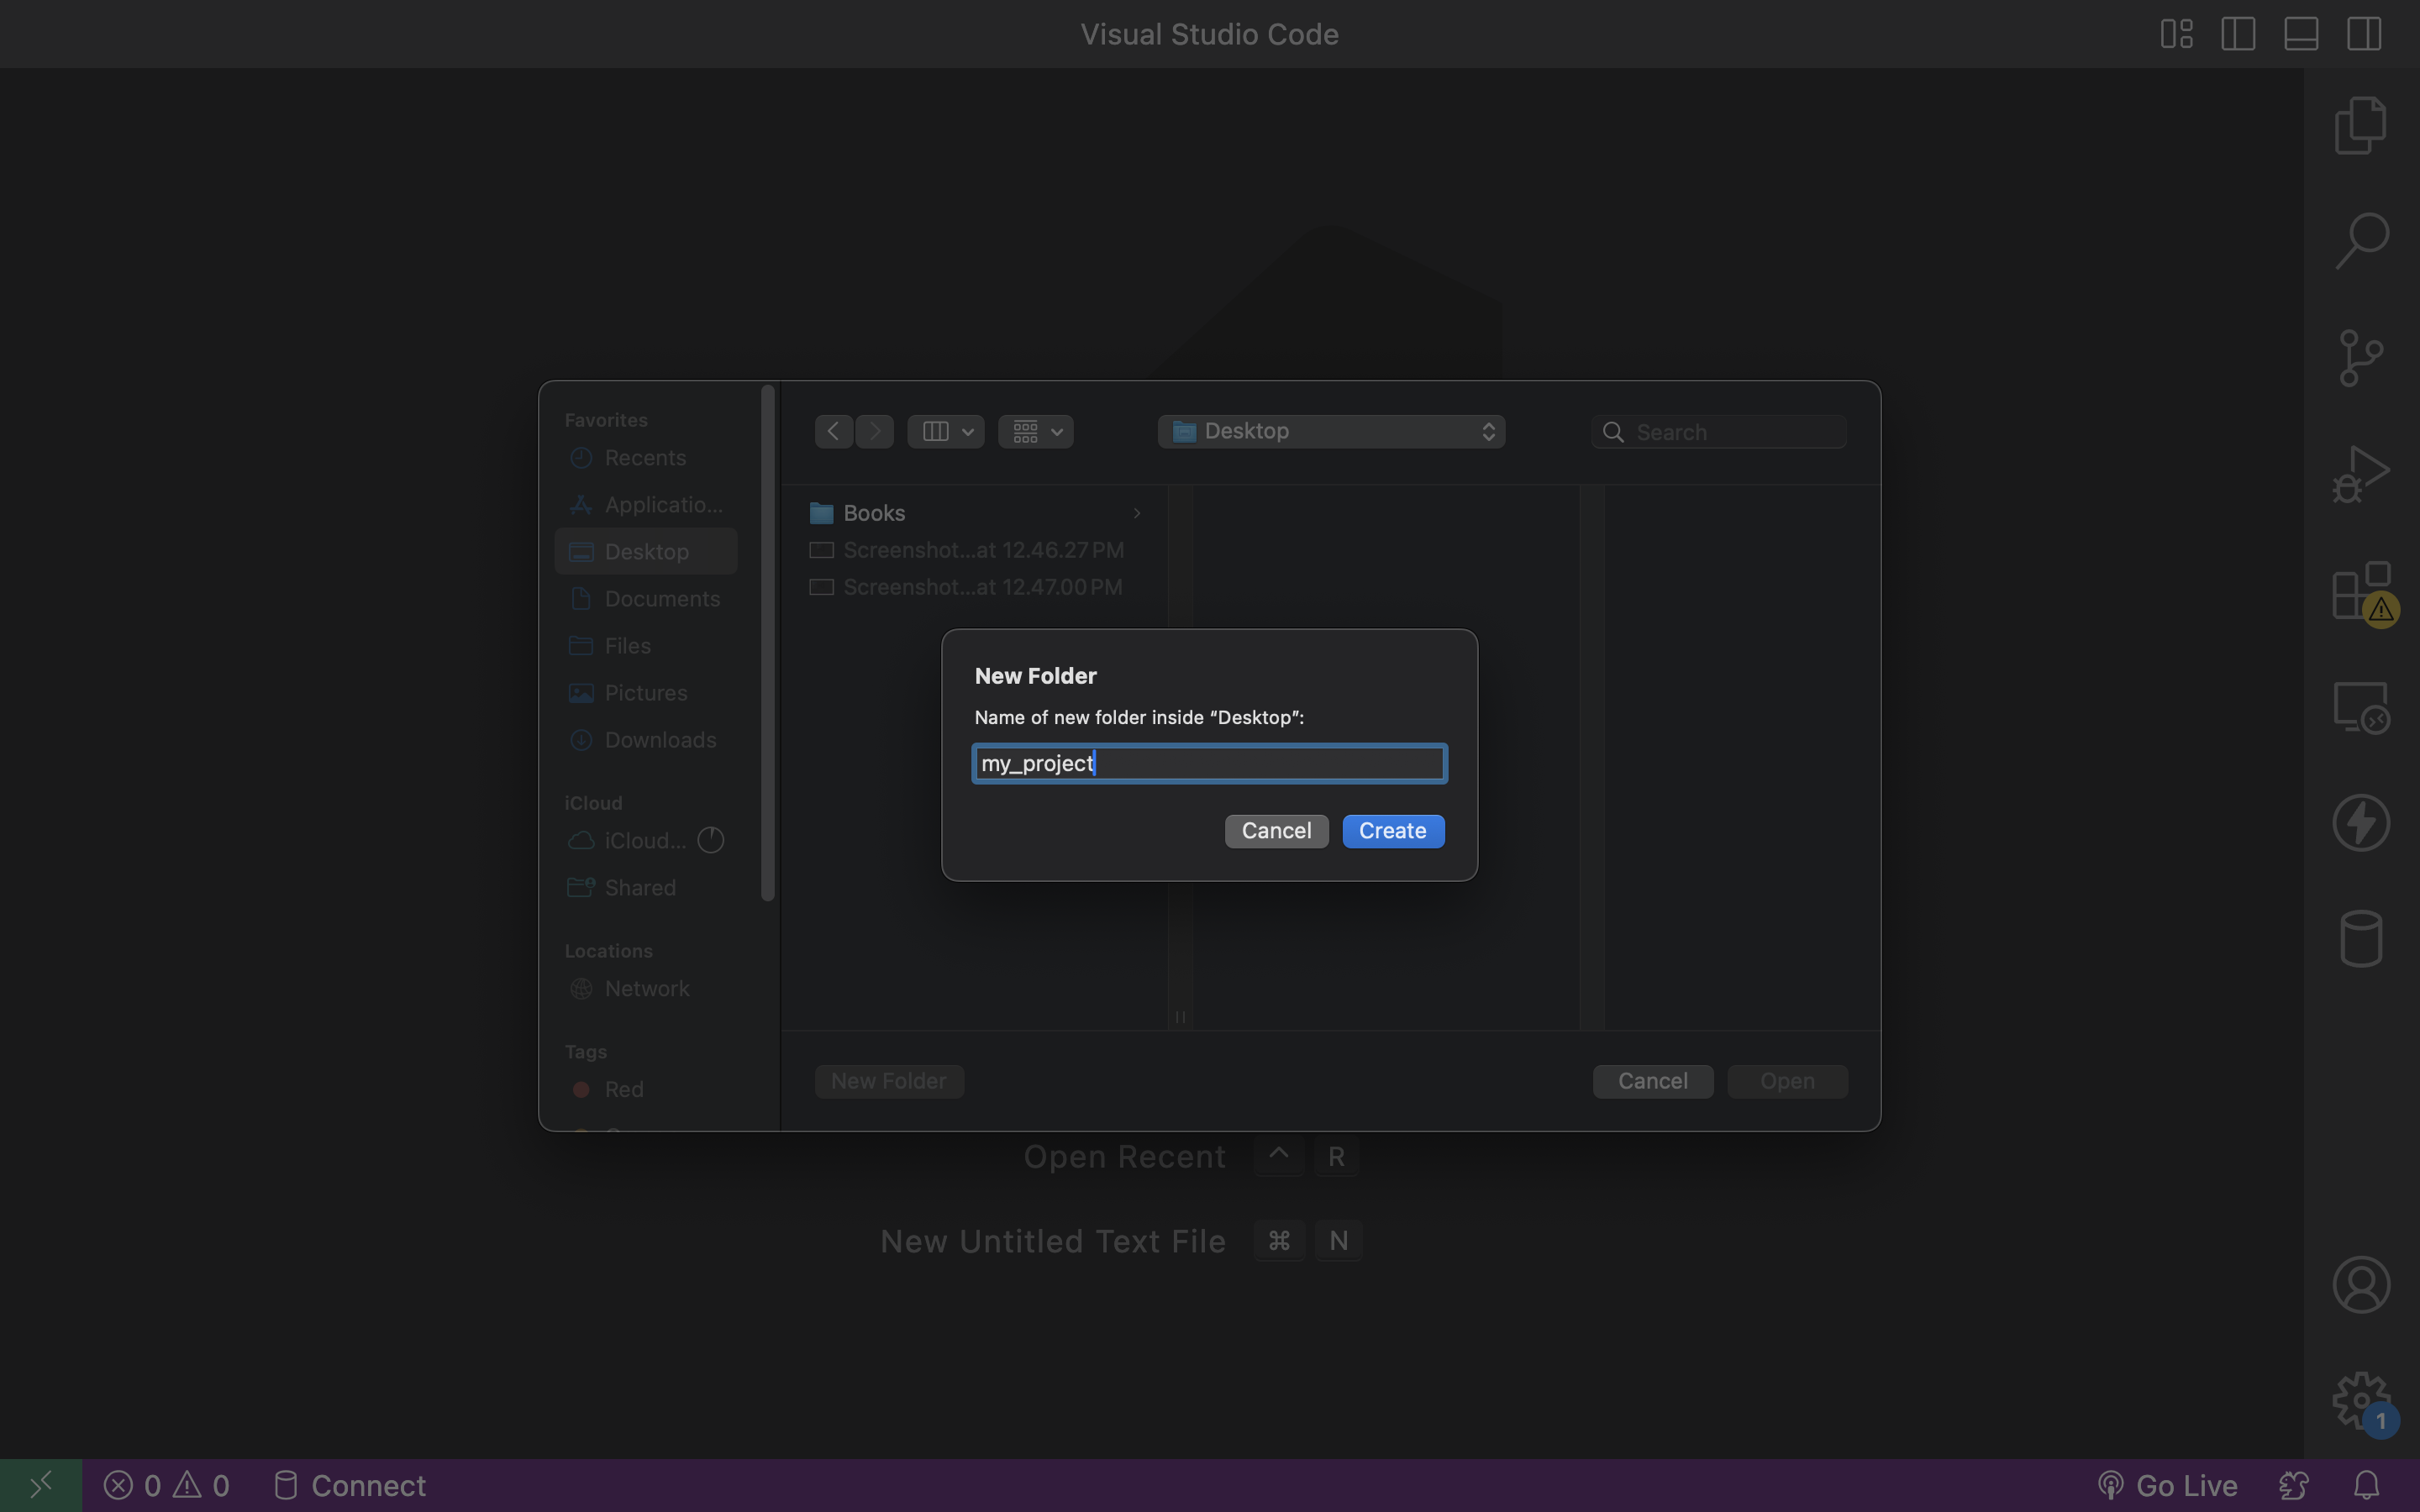 Visual Studio Code
Favorites
Recents
Applicatio...
Desktop
Documents
Files
Pictures
Downloads
iCloud
iCloud...
Shared
Locations
Network
Tags
Red
Desktop
Search
Books
Screenshot...at 12.46.27 PM
Screenshot...at 12.47.00 PM
New Folder
Name of new folder inside “Desktop”:
my_project
Cancel
Create
New Folder
Cancel
Open
Open Recent ^ R
New Untitled Text File ⌘ N
1
0 0 Connect
Go Live